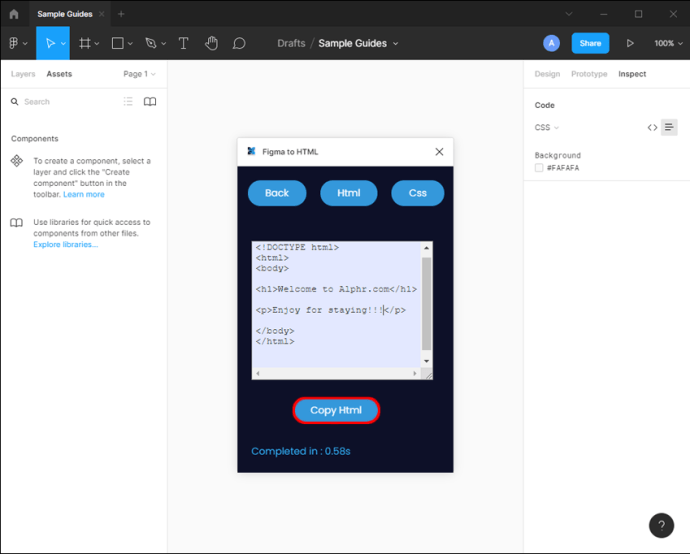 Sample Guides
Drafts / Sample Guides
A
Share
100%
Layers
Assets
Page 1
Search
Components
To create a component, select a
layer and click the "Create
component" button in the
toolbar. Learn more
Use libraries for quick access to
components from other files.
Explore libraries...
Figma to HTML
Back
Html
Css
<!DOCTYPE html>
<html>
<body>
<h1>Welcome to Alphr.com</h1>
<p>Enjoy for staying!!!</p>
</body>
</html>
Copy Html
Completed in : 0.58s
Design
Prototype
Inspect
Code
CSS
Background
#FAFAFA
?